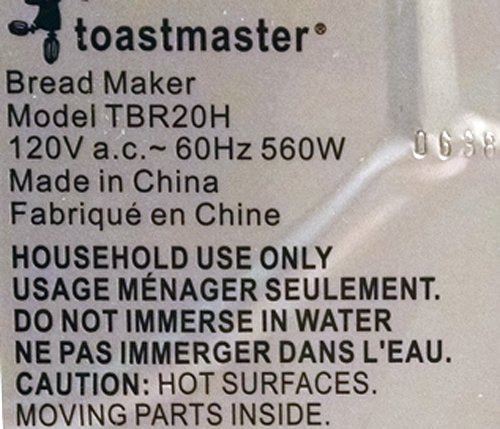 toastmaster®
Bread Maker
Model TBR20H
120V a.c.~ 60Hz 560W
0638
Made in China
Fabriqué en Chine
HOUSEHOLD USE ONLY
USAGE MÉNAGER SEULEMENT.
DO NOT IMMERSE IN WATER
NE PAS IMMERGER DANS L'EAU.
CAUTION: HOT SURFACES.
MOVING PARTS INSIDE.